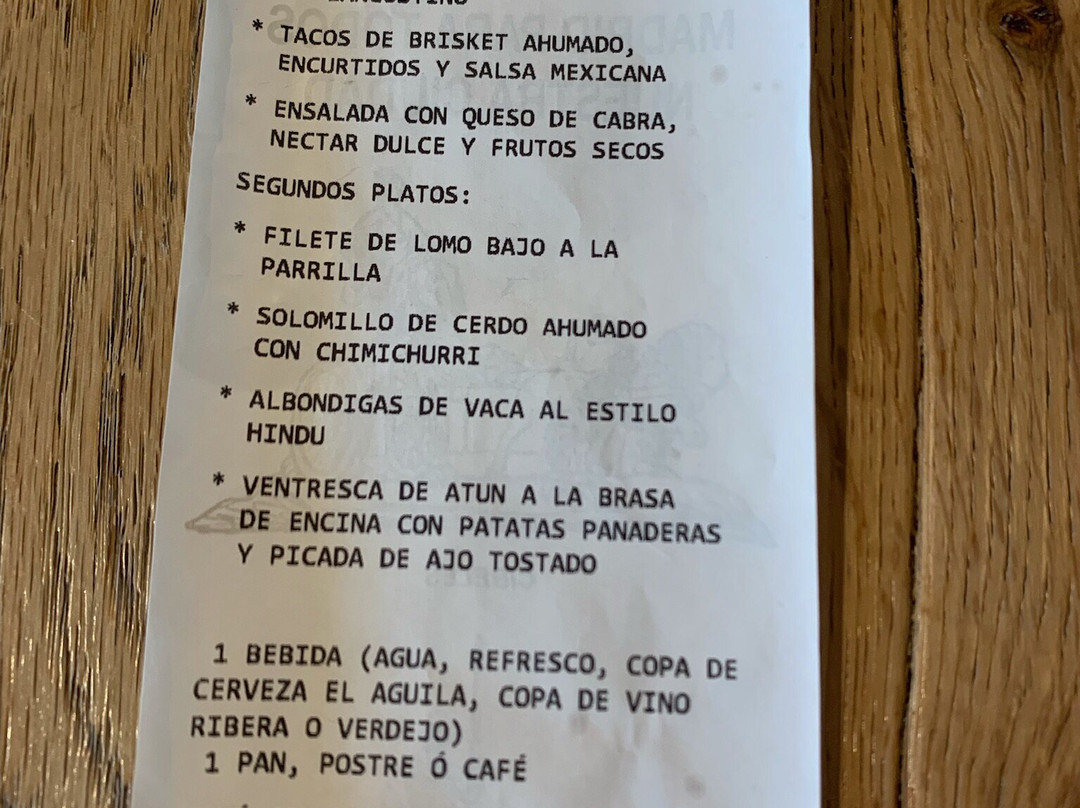 * TACOS DE BRISKET AHUMADO,
ENCURTIDOS Y SALSA MEXICANA
* ENSALADA CON QUESO DE CABRA,
NECTAR DULCE Y FRUTOS SECOS
SEGUNDOS PLATOS:
* FILETE DE LOMO BAJO A LA
PARRILLA
* SOLOMILLO DE CERDO AHUMADO
CON CHIMICHURRI
* ALBONDIGAS DE VACA AL ESTILO
HINDU
* VENTRESCA DE ATUN A LA BRASA
DE ENCINA CON PATATAS PANADERAS
Y PICADA DE AJO TOSTADO
1 BEBIDA (AGUA, REFRESCO, COPA DE
CERVEZA EL AGUILA, COPA DE VINO
RIBERA O VERDEJO)
1 PAN, POSTRE Ó CAFÉ